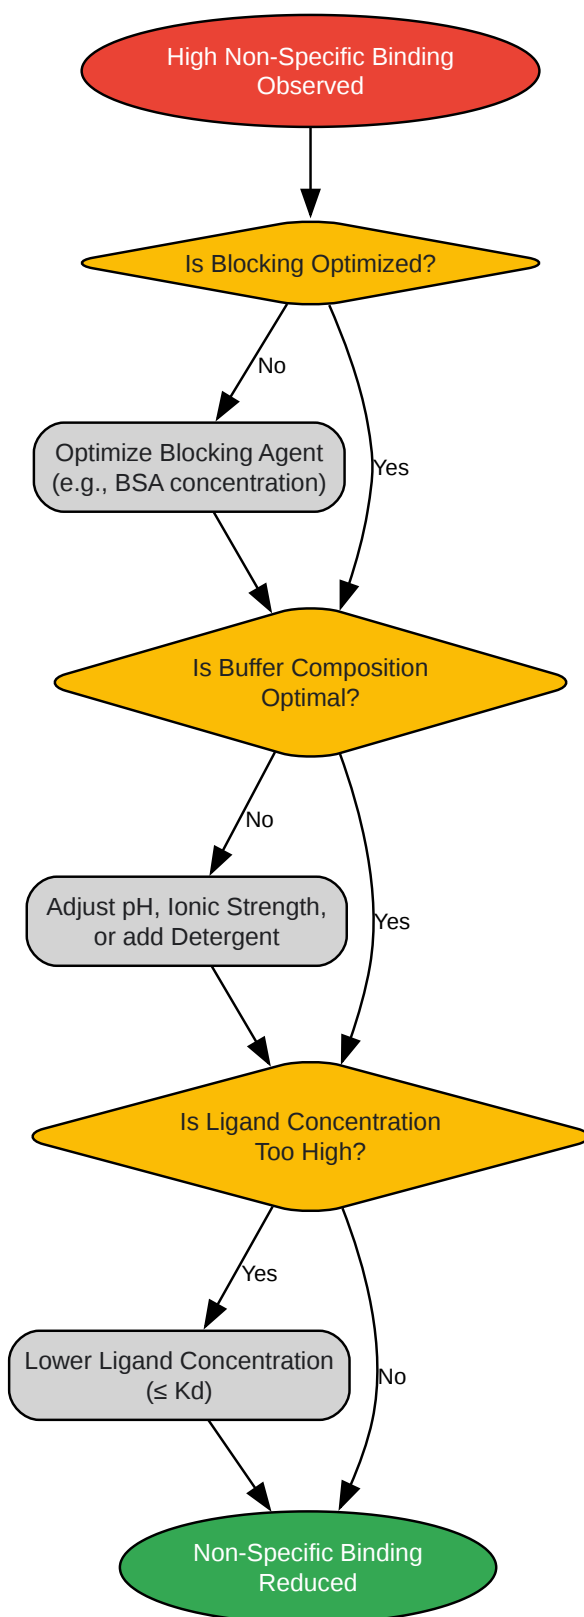 High Non-Specific Binding
Observed
Is Blocking Optimized?
No
Optimize Blocking Agent
(e.g., BSA concentration)
Yes
Is Buffer Composition
Optimal?
No
Adjust pH, Ionic Strength,
or add Detergent
Yes
Is Ligand Concentration
Too High?
Yes
Lower Ligand Concentration
(≤ Kd)
No
Non-Specific Binding
Reduced